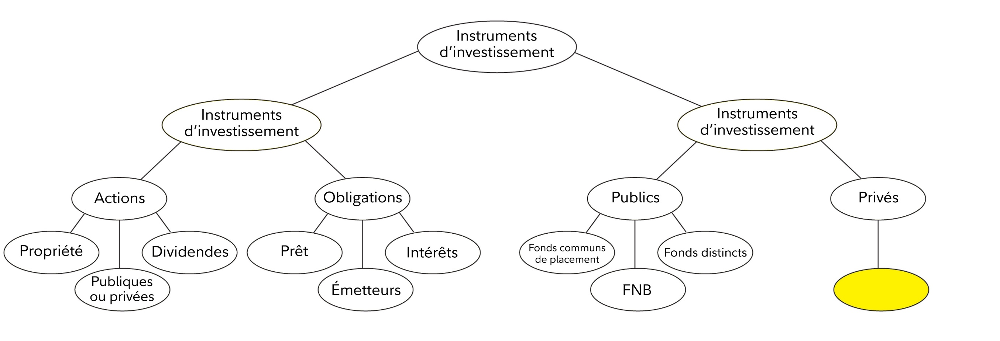 Instruments
d’investissement
Instruments
d’investissement
Instruments
d’investissement
Actions
Obligations
Publics
Privés
Propriété
Dividendes
Prêt
Intérêts
Fonds communs
de placement
Fonds distincts
Publiques
ou privées
Émetteurs
FNB